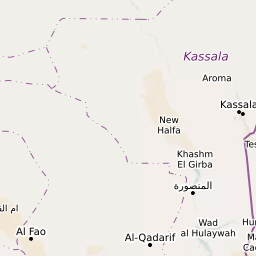 Kassala
Aroma
Kassala
New
Halfa
Khashm
El Girba
المنصورة
Wad
al Hulaywah
Al Fao
Al-Qadarif